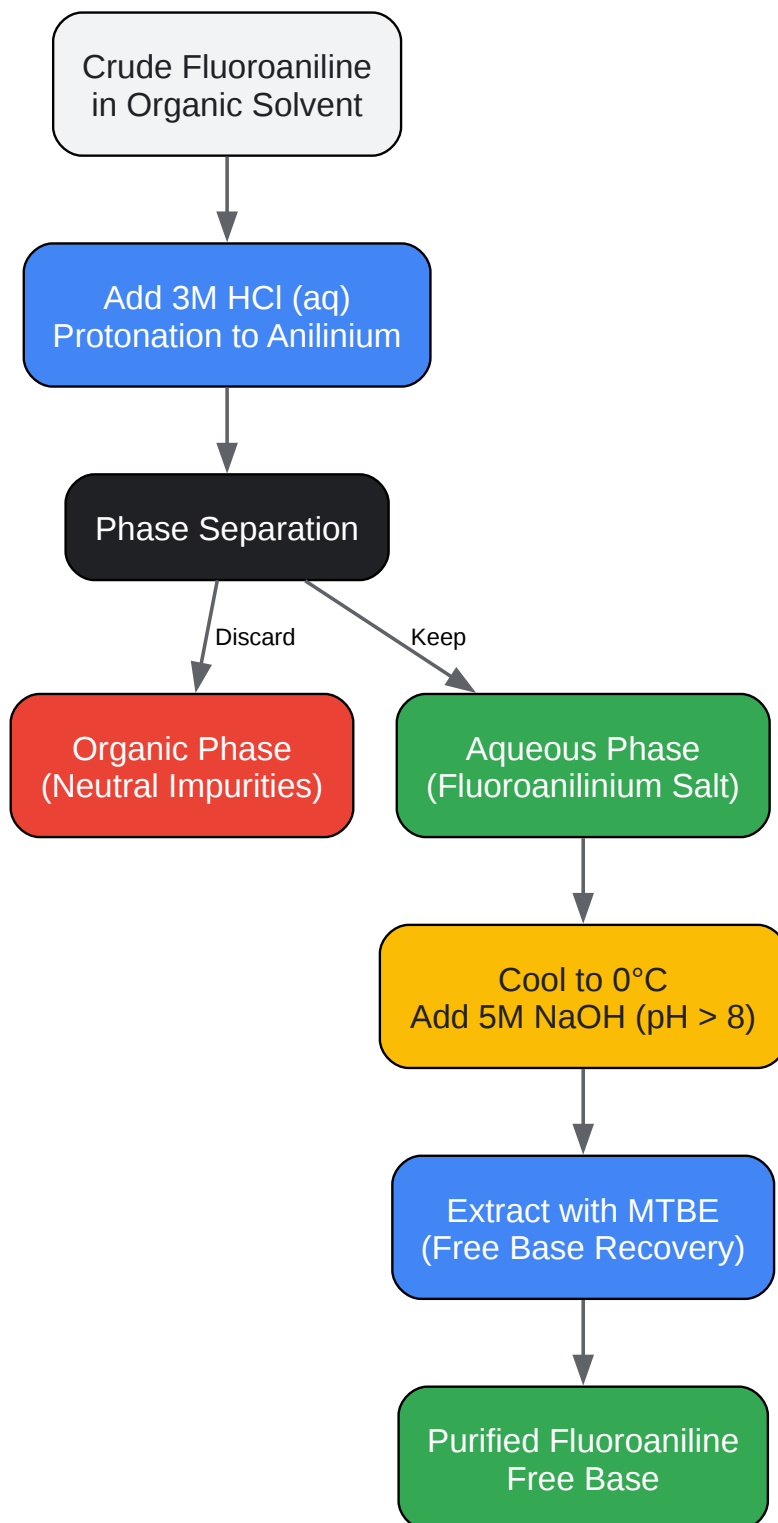 Crude Fluoroaniline
in Organic Solvent
Add 3M HCl (aq)
Protonation to Anilinium
Phase Separation
Discard
Keep
Organic Phase
(Neutral Impurities)
Aqueous Phase
(Fluoroanilinium Salt)
Cool to 0°C
Add 5M NaOH (pH > 8)
Extract with MTBE
(Free Base Recovery)
Purified Fluoroaniline
Free Base